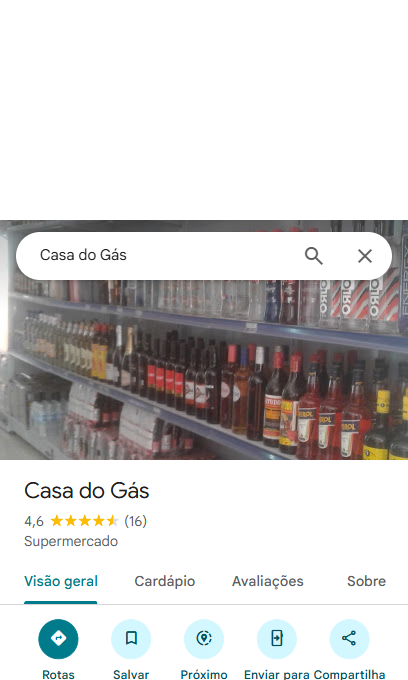 Casa do Gás
Casa do Gás
4,6 (16)
Supermercado
Visão geral Cardápio Avaliações Sobre
Rotas Salvar Próximo Enviar para Compartilha